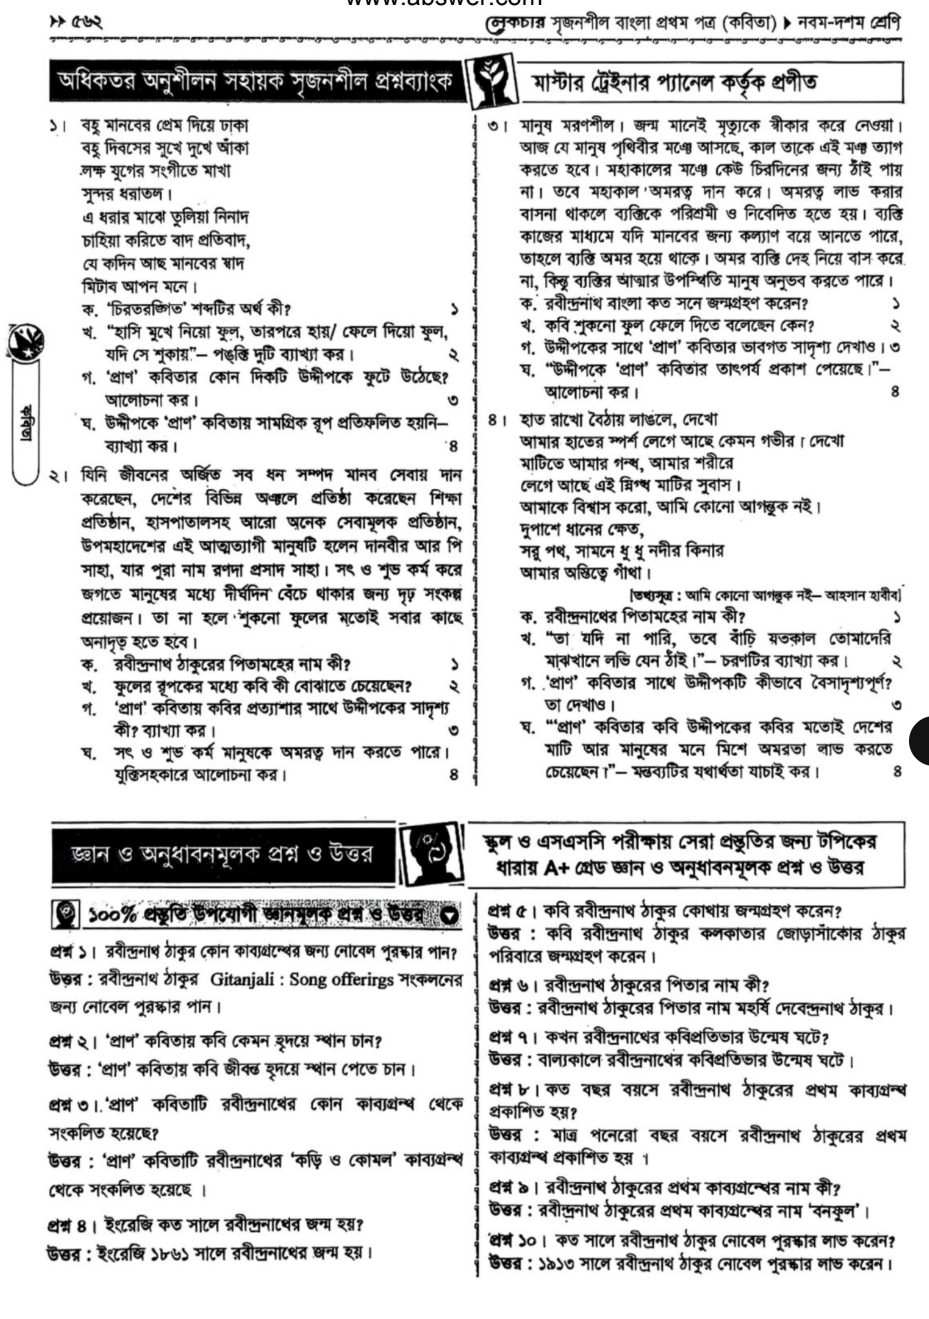 www.abswer.com
>> ৫৬২
লেকচার সৃজনশীল বাংলা প্রথম পত্র (কবিতা) ▶ নবম-দশম শ্রেণি
অধিকতর অনুশীলন সহায়ক সৃজনশীল প্রশ্নব্যাংক
মাস্টার ট্রেইনার প্যানেল কর্তৃক প্রণীত
১। বহু মানবের প্রেম দিয়ে ঢাকা
বহু দিবসের সুখে দুখে আঁকা
লক্ষ যুগের সংগীতে মাখা
সুন্দর ধরাতল।
এ ধরার মাঝে তুলিয়া নিনাদ
চাহিয়া করিতে বাদ প্রতিবাদ,
যে কদিন আছ মানবের স্বাদ
মিটাব আপন মনে।
ক. ‘চিরতরঙ্গিত’ শব্দটির অর্থ কী? ১
খ. “হাসি মুখে নিয়ো ফুল, তারপরে হায়/ ফেলে দিয়ো ফুল,
যদি সে শুকায়”– পঙ্‌ক্তি দুটি ব্যাখ্যা কর। ২
গ. ‘প্রাণ’ কবিতার কোন দিকটি উদ্দীপকে ফুটে উঠেছে?
আলোচনা কর। ৩
ঘ. উদ্দীপকে ‘প্রাণ’ কবিতায় সামগ্রিক রূপ প্রতিফলিত হয়নি–
ব্যাখ্যা কর। ৪
২। যিনি জীবনের অর্জিত সব ধন সম্পদ মানব সেবায় দান
করেছেন, দেশের বিভিন্ন অঞ্চলে প্রতিষ্ঠা করেছেন শিক্ষা
প্রতিষ্ঠান, হাসপাতালসহ আরো অনেক সেবামূলক প্রতিষ্ঠান,
উপমহাদেশের এই আত্মত্যাগী মানুষটি হলেন দানবীর আর পি
সাহা, যার পুরা নাম রণদা প্রসাদ সাহা। সৎ ও শুভ কর্ম করে
জগতে মানুষের মধ্যে দীর্ঘদিন বেঁচে থাকার জন্য দৃঢ় সংকল্প
প্রয়োজন। তা না হলে শুকনো ফুলের মতোই সবার কাছে
অনাদৃত হতে হবে।
ক. রবীন্দ্রনাথ ঠাকুরের পিতামহের নাম কী? ১
খ. ফুলের রূপকের মধ্যে কবি কী বোঝাতে চেয়েছেন? ২
গ. ‘প্রাণ’ কবিতায় কবির প্রত্যাশার সাথে উদ্দীপকের সাদৃশ্য
কী? ব্যাখ্যা কর। ৩
ঘ. সৎ ও শুভ কর্ম মানুষকে অমরত্ব দান করতে পারে।
যুক্তিসহকারে আলোচনা কর। ৪
কবিতা
৩। মানুষ মরণশীল। জন্ম মানেই মৃত্যুকে স্বীকার করে নেওয়া।
আজ যে মানুষ পৃথিবীর মঞ্চে আসছে, কাল তাকে এই মঞ্চ ত্যাগ
করতে হবে। মহাকালের মঞ্চে কেউ চিরদিনের জন্য ঠাঁই পায়
না। তবে মহাকাল অমরত্ব দান করে। অমরত্ব লাভ করার
বাসনা থাকলে ব্যক্তিকে পরিশ্রমী ও নিবেদিত হতে হয়। ব্যক্তি
কাজের মাধ্যমে যদি মানবের জন্য কল্যাণ বয়ে আনতে পারে,
তাহলে ব্যক্তি অমর হয়ে থাকে। অমর ব্যক্তি দেহ নিয়ে বাস করে
না, কিন্তু ব্যক্তির আত্মার উপস্থিতি মানুষ অনুভব করতে পারে।
ক. রবীন্দ্রনাথ বাংলা কত সনে জন্মগ্রহণ করেন? ১
খ. কবি শুকনো ফুল ফেলে দিতে বলেছেন কেন? ২
গ. উদ্দীপকের সাথে ‘প্রাণ’ কবিতার ভাবগত সাদৃশ্য দেখাও। ৩
ঘ. “উদ্দীপকে ‘প্রাণ’ কবিতার তাৎপর্য প্রকাশ পেয়েছে।”–
আলোচনা কর। ৪
৪। হাত রাখো বৈঠায় লাঙলে, দেখো
আমার হাতের স্পর্শ লেগে আছে কেমন গভীর। দেখো
মাটিতে আমার গন্ধ, আমার শরীরে
লেগে আছে এই স্নিগ্ধ মাটির সুবাস।
আমাকে বিশ্বাস করো, আমি কোনো আগন্তুক নই।
দুপাশে ধানের ক্ষেত,
সরু পথ, সামনে ধু ধু নদীর কিনার
আমার অস্তিত্বে গাঁথা।
[তথ্যসূত্র : আমি কোনো আগন্তুক নই– আহসান হাবীব]
ক. রবীন্দ্রনাথের পিতামহের নাম কী? ১
খ. “তা যদি না পারি, তবে বাঁচি যতকাল তোমাদেরি
মাঝখানে লভি যেন ঠাঁই।”– চরণটির ব্যাখ্যা কর। ২
গ. ‘প্রাণ’ কবিতার সাথে উদ্দীপকটি কীভাবে বৈসাদৃশ্যপূর্ণ?
তা দেখাও। ৩
ঘ. “‘প্রাণ’ কবিতার কবি উদ্দীপকের কবির মতোই দেশের
মাটি আর মানুষের মনে মিশে অমরতা লাভ করতে
চেয়েছেন।”– মন্তব্যটির যথার্থতা যাচাই কর। ৪
জ্ঞান ও অনুধাবনমূলক প্রশ্ন ও উত্তর
স্কুল ও এসএসসি পরীক্ষায় সেরা প্রস্তুতির জন্য টপিকের
ধারায় A+ গ্রেড জ্ঞান ও অনুধাবনমূলক প্রশ্ন ও উত্তর
১০০% প্রস্তুতি উপযোগী জ্ঞানমূলক প্রশ্ন ও উত্তর
প্রশ্ন ১। রবীন্দ্রনাথ ঠাকুর কোন কাব্যগ্রন্থের জন্য নোবেল পুরস্কার পান?
উত্তর : রবীন্দ্রনাথ ঠাকুর Gitanjali : Song offerirgs সংকলনের
জন্য নোবেল পুরস্কার পান।
প্রশ্ন ২। ‘প্রাণ’ কবিতায় কবি কেমন হৃদয়ে স্থান চান?
উত্তর : ‘প্রাণ’ কবিতায় কবি জীবন্ত হৃদয়ে স্থান পেতে চান।
প্রশ্ন ৩। ‘প্রাণ’ কবিতাটি রবীন্দ্রনাথের কোন কাব্যগ্রন্থ থেকে
সংকলিত হয়েছে?
উত্তর : ‘প্রাণ’ কবিতাটি রবীন্দ্রনাথের ‘কড়ি ও কোমল’ কাব্যগ্রন্থ
থেকে সংকলিত হয়েছে ।
প্রশ্ন ৪। ইংরেজি কত সালে রবীন্দ্রনাথের জন্ম হয়?
উত্তর : ইংরেজি ১৮৬১ সালে রবীন্দ্রনাথের জন্ম হয়।
প্রশ্ন ৫। কবি রবীন্দ্রনাথ ঠাকুর কোথায় জন্মগ্রহণ করেন?
উত্তর : কবি রবীন্দ্রনাথ ঠাকুর কলকাতার জোড়াসাঁকোর ঠাকুর
পরিবারে জন্মগ্রহণ করেন।
প্রশ্ন ৬। রবীন্দ্রনাথ ঠাকুরের পিতার নাম কী?
উত্তর : রবীন্দ্রনাথ ঠাকুরের পিতার নাম মহর্ষি দেবেন্দ্রনাথ ঠাকুর।
প্রশ্ন ৭। কখন রবীন্দ্রনাথের কবিপ্রতিভার উন্মেষ ঘটে?
উত্তর : বাল্যকালে রবীন্দ্রনাথের কবিপ্রতিভার উন্মেষ ঘটে।
প্রশ্ন ৮। কত বছর বয়সে রবীন্দ্রনাথ ঠাকুরের প্রথম কাব্যগ্রন্থ
প্রকাশিত হয়?
উত্তর : মাত্র পনেরো বছর বয়সে রবীন্দ্রনাথ ঠাকুরের প্রথম
কাব্যগ্রন্থ প্রকাশিত হয় ।
প্রশ্ন ৯। রবীন্দ্রনাথ ঠাকুরের প্রথম কাব্যগ্রন্থের নাম কী?
উত্তর : রবীন্দ্রনাথ ঠাকুরের প্রথম কাব্যগ্রন্থের নাম ‘বনফুল’।
প্রশ্ন ১০। কত সালে রবীন্দ্রনাথ ঠাকুর নোবেল পুরস্কার লাভ করেন?
উত্তর : ১৯১৩ সালে রবীন্দ্রনাথ ঠাকুর নোবেল পুরস্কার লাভ করেন।